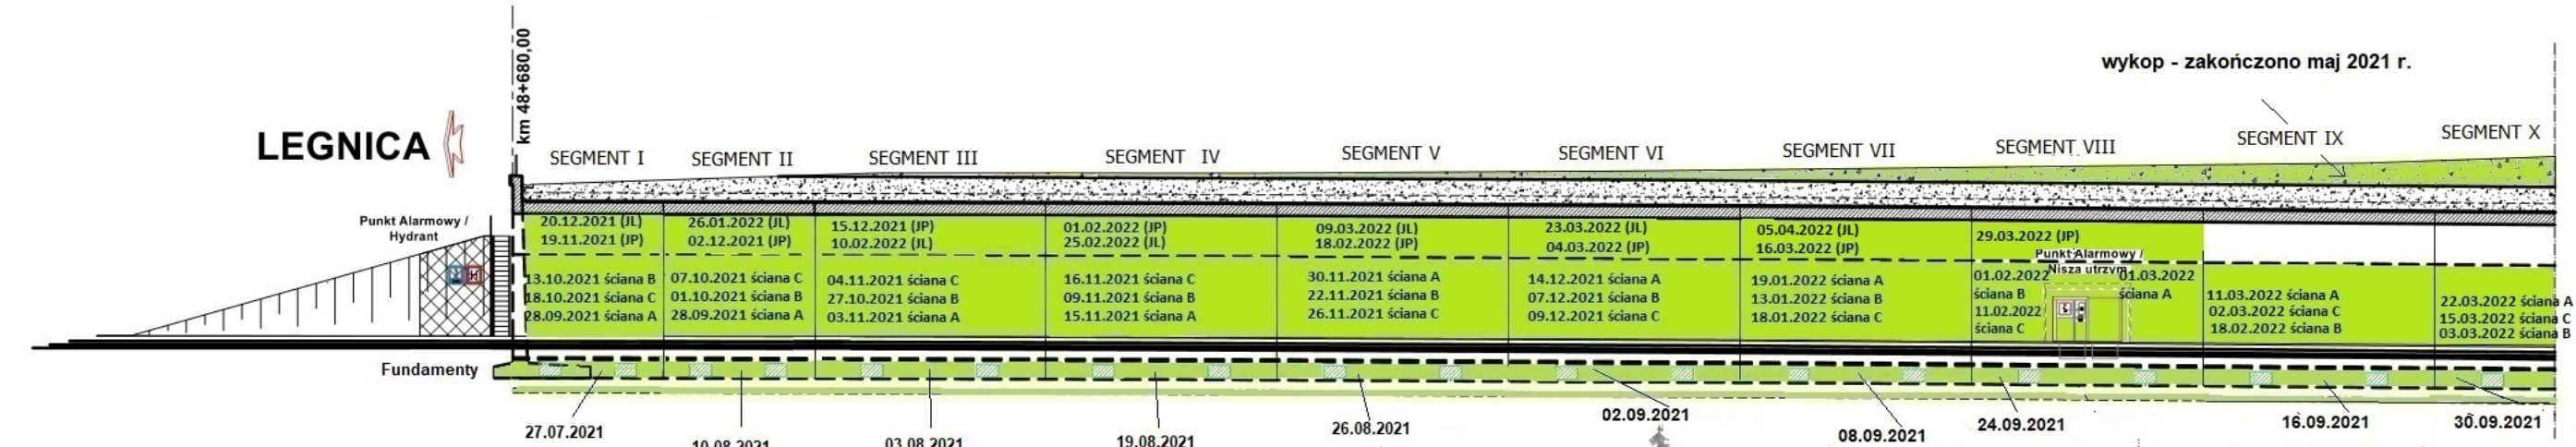 km 48+680,00
wykop - zakończono maj 2021 r.
LEGNICA
SEGMENT I
SEGMENT II
SEGMENT III
SEGMENT IV
SEGMENT V
SEGMENT VI
SEGMENT VII
SEGMENT VIII
SEGMENT IX
SEGMENT X
Punkt Alarmowy /
Hydrant
20.12.2021 (JL)
19.11.2021 (JP)
13.10.2021 ściana B
18.10.2021 ściana C
28.09.2021 ściana A
26.01.2022 (JL)
02.12.2021 (JP)
07.10.2021 ściana C
01.10.2021 ściana B
28.09.2021 ściana A
15.12.2021 (JP)
10.02.2022 (JL)
04.11.2021 ściana C
27.10.2021 ściana B
03.11.2021 ściana A
01.02.2022 (JP)
25.02.2022 (JL)
16.11.2021 ściana C
09.11.2021 ściana B
15.11.2021 ściana A
09.03.2022 (JL)
18.02.2022 (JP)
30.11.2021 ściana A
22.11.2021 ściana B
26.11.2021 ściana C
23.03.2022 (JL)
04.03.2022 (JP)
14.12.2021 ściana A
07.12.2021 ściana B
09.12.2021 ściana C
05.04.2022 (JL)
16.03.2022 (JP)
19.01.2022 ściana A
13.01.2022 ściana B
18.01.2022 ściana C
29.03.2022 (JP)
Punkt Alarmowy /
Nisza utrzym.
01.02.2022
ściana B
11.02.2022
ściana C
01.03.2022
ściana A
11.03.2022 ściana A
02.03.2022 ściana C
18.02.2022 ściana B
22.03.2022 ściana A
15.03.2022 ściana C
03.03.2022 ściana B
Fundamenty
27.07.2021
10.08.2021
03.08.2021
19.08.2021
26.08.2021
02.09.2021
08.09.2021
24.09.2021
16.09.2021
30.09.2021